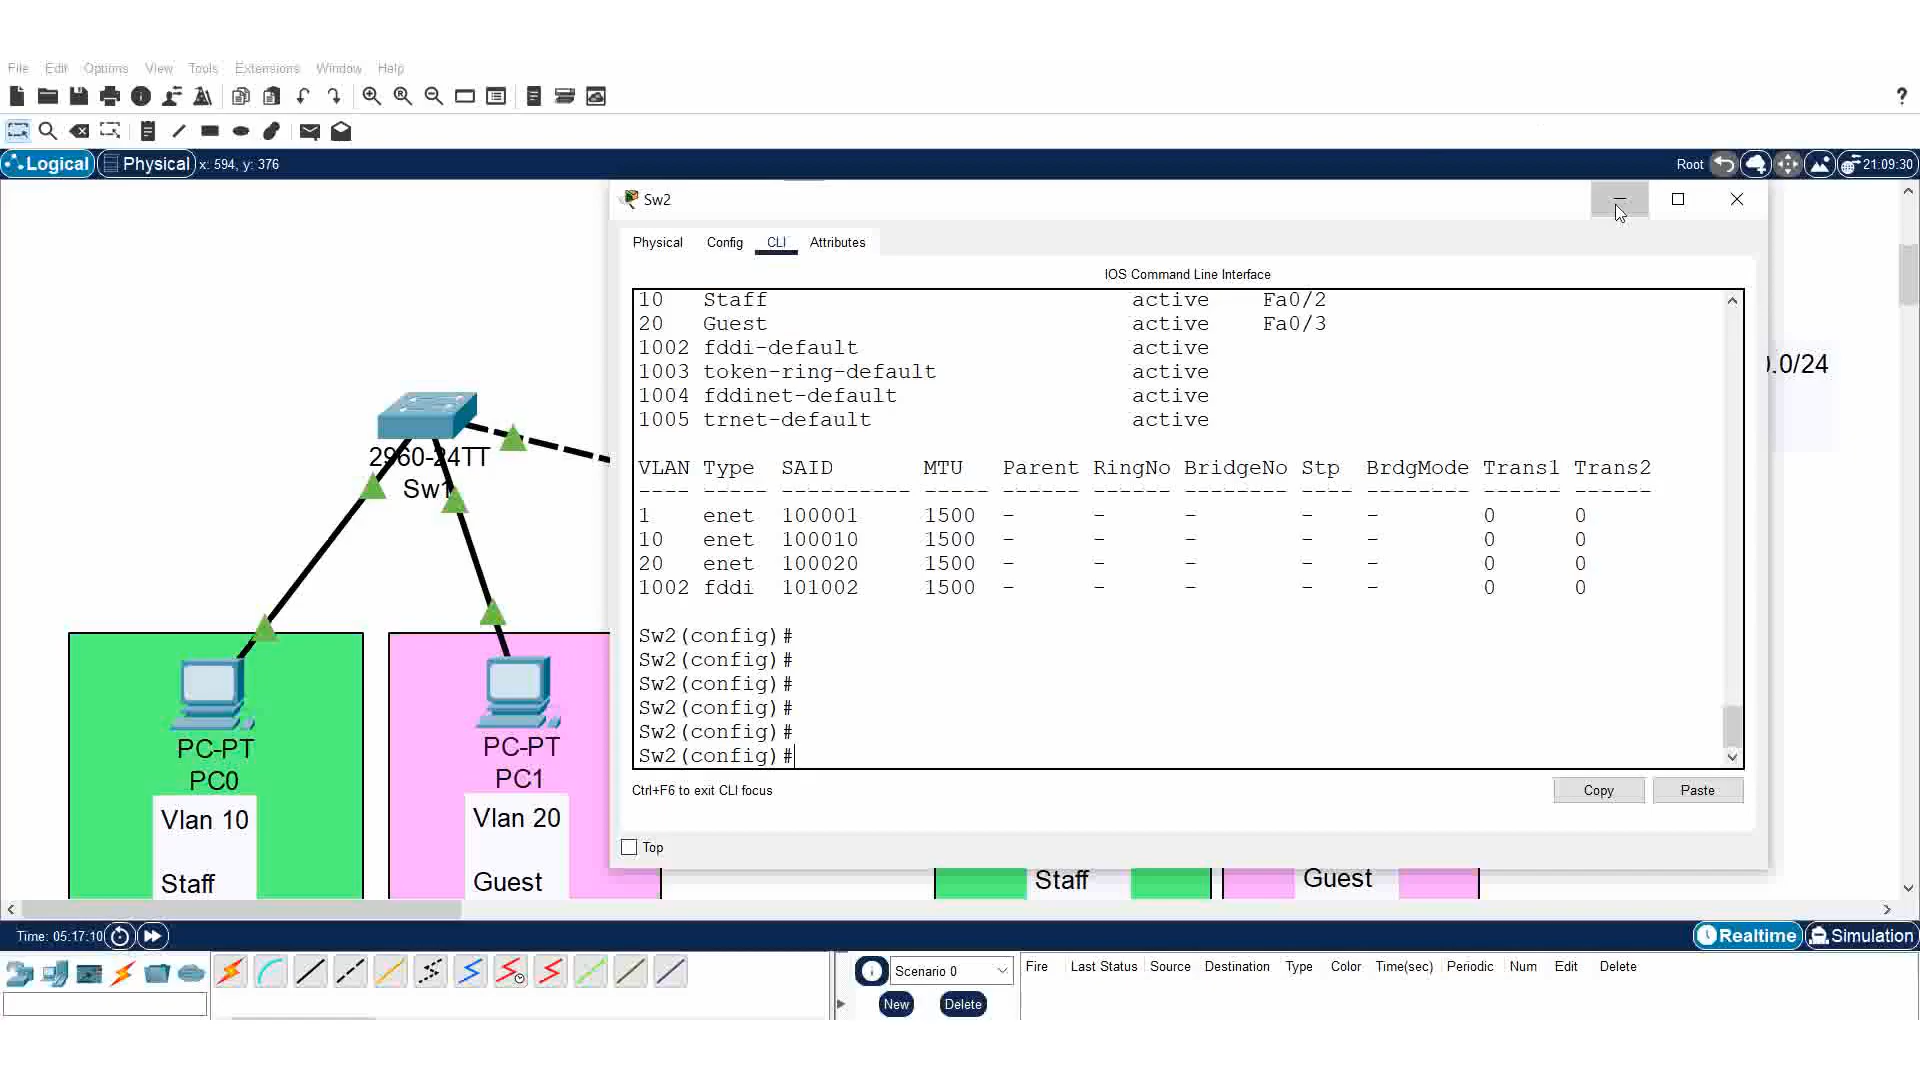 File Edit Options View Tools Extensions Window Help
?
Logical Physical x: 594, y: 376 Root 21:09:30
Sw2
Physical Config CLI Attributes
IOS Command Line Interface
10 Staff active Fa0/2
20 Guest active Fa0/3
1002 fddi-default active
1003 token-ring-default active
1004 fddinet-default active
1005 trnet-default active
VLAN Type SAID MTU Parent RingNo BridgeNo Stp BrdgMode Trans1 Trans2
---- ----- ---------- ----- ------ ------ -------- ---- -------- ------ ------
1 enet 100001 1500 - - - - - 0 0
10 enet 100010 1500 - - - - - 0 0
20 enet 100020 1500 - - - - - 0 0
1002 fddi 101002 1500 - - - - - 0 0
Sw2(config)#
Sw2(config)#
Sw2(config)#
Sw2(config)#
Sw2(config)#
Sw2(config)#
Ctrl+F6 to exit CLI focus
Copy Paste
Top
.0/24
2960-24TT
Sw1
PC-PT
PC0
Vlan 10
Staff
PC-PT
PC1
Vlan 20
Guest
Staff
Guest
Time: 05:17:10 Realtime Simulation
Scenario 0
New Delete
Fire Last Status Source Destination Type Color Time(sec) Periodic Num Edit Delete